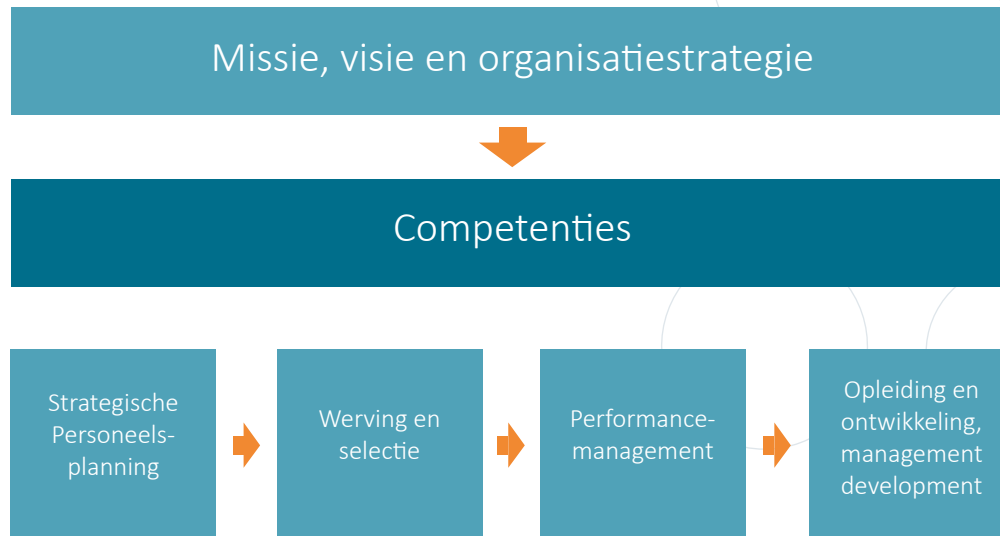 Missie, visie en organisatiestrategie
Competenties
Strategische
Personeels-
planning
Werving en
selectie
Performance-
management
Opleiding en
ontwikkeling,
management
development